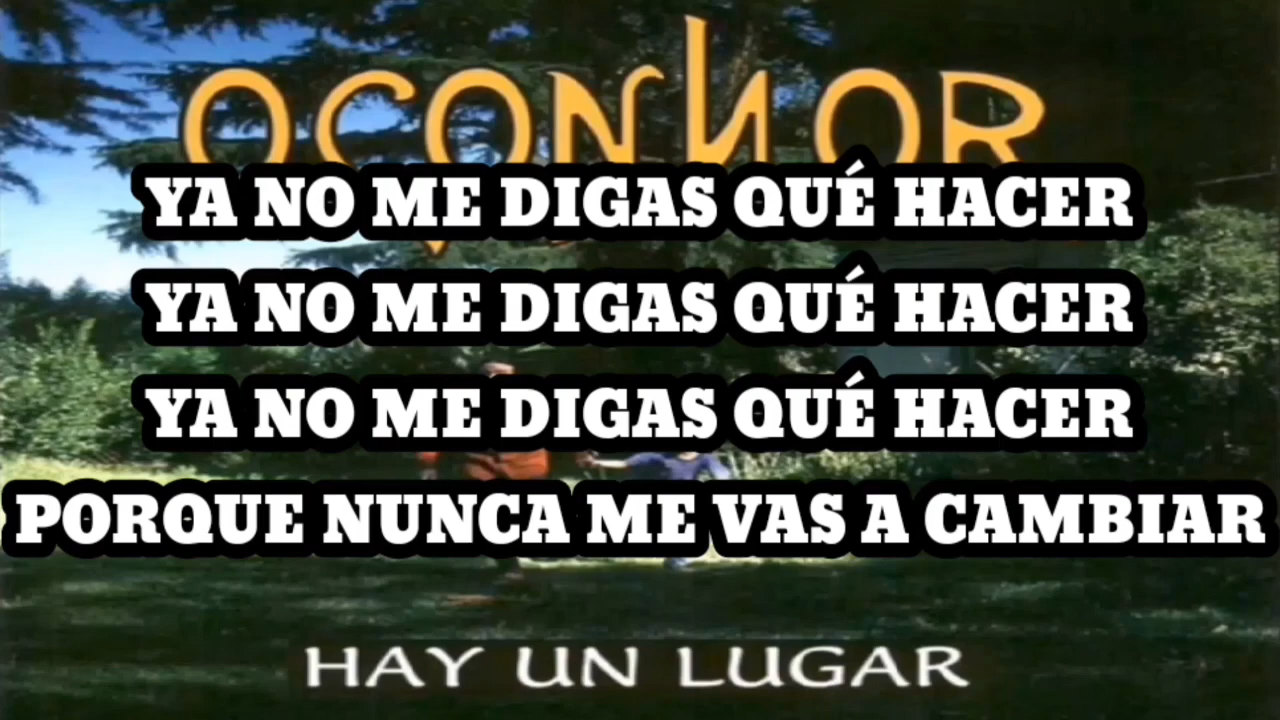 OCONNOR
YA NO ME DIGAS QUÉ HACER
YA NO ME DIGAS QUÉ HACER
YA NO ME DIGAS QUÉ HACER
PORQUE NUNCA ME VAS A CAMBIAR
HAY UN LUGAR